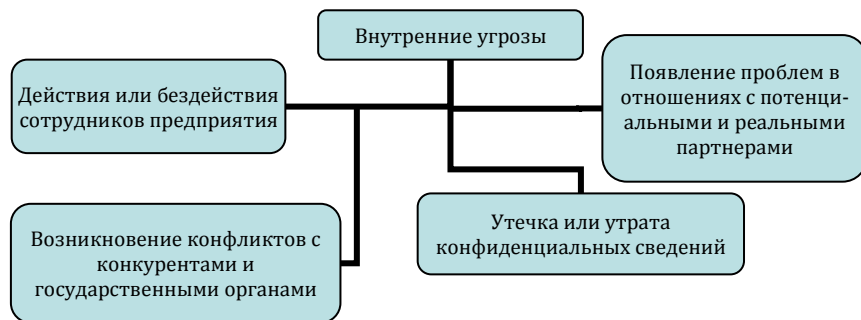 Внутренние угрозы
Действия или бездействия
сотрудников предприятия
Появление проблем в
отношениях с потенци-
альными и реальными
партнерами
Возникновение конфликтов с
конкурентами и
государственными органами
Утечка или утрата
конфиденциальных сведений